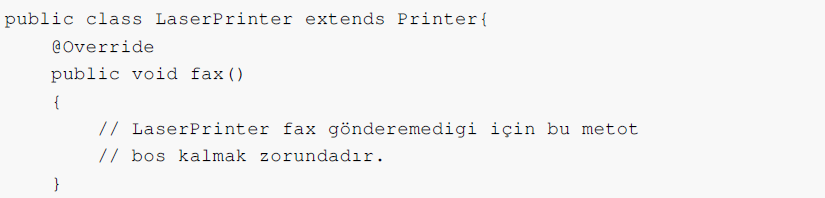 public class LaserPrinter extends Printer{
@Override
public void fax()
{
// LaserPrinter fax gönderemedigi için bu metot
// bos kalmak zorundadır.
}